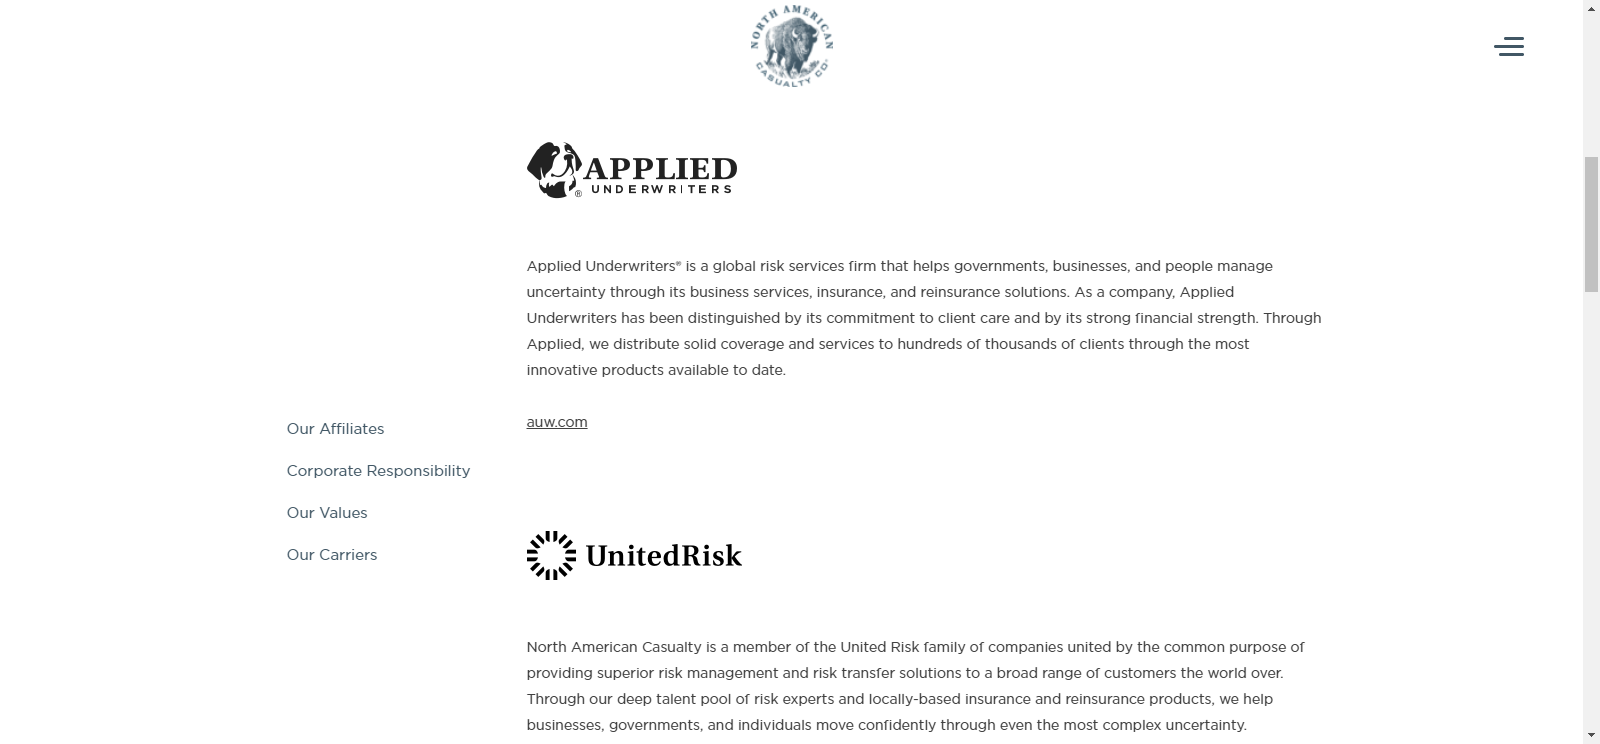 NORTH AMERICAN
CASUALTY CO
APPLIED
UNDERWRITERS®
Applied Underwriters® is a global risk services firm that helps governments, businesses, and people manage
uncertainty through its business services, insurance, and reinsurance solutions. As a company, Applied
Underwriters has been distinguished by its commitment to client care and by its strong financial strength. Through
Applied, we distribute solid coverage and services to hundreds of thousands of clients through the most
innovative products available to date.
auw.com
Our Affiliates
Corporate Responsibility
Our Values
Our Carriers
UnitedRisk
North American Casualty is a member of the United Risk family of companies united by the common purpose of
providing superior risk management and risk transfer solutions to a broad range of customers the world over.
Through our deep talent pool of risk experts and locally-based insurance and reinsurance products, we help
businesses, governments, and individuals move confidently through even the most complex uncertainty.